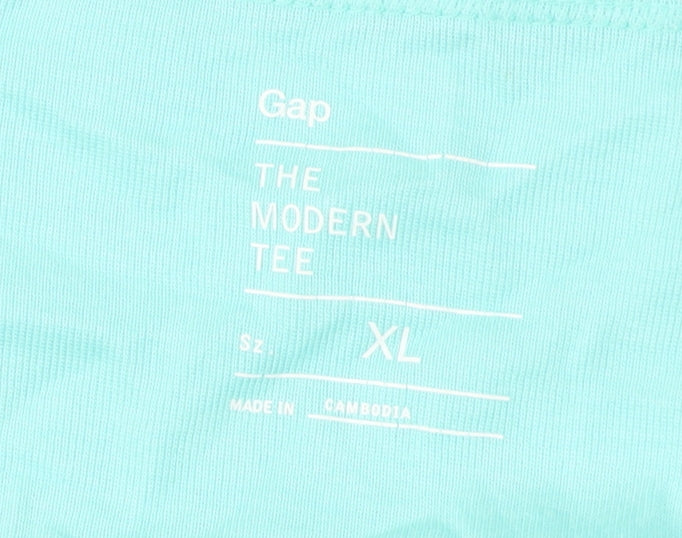 Gap
THE
MODERN
TEE
Sz XL
MADE IN CAMBODIA